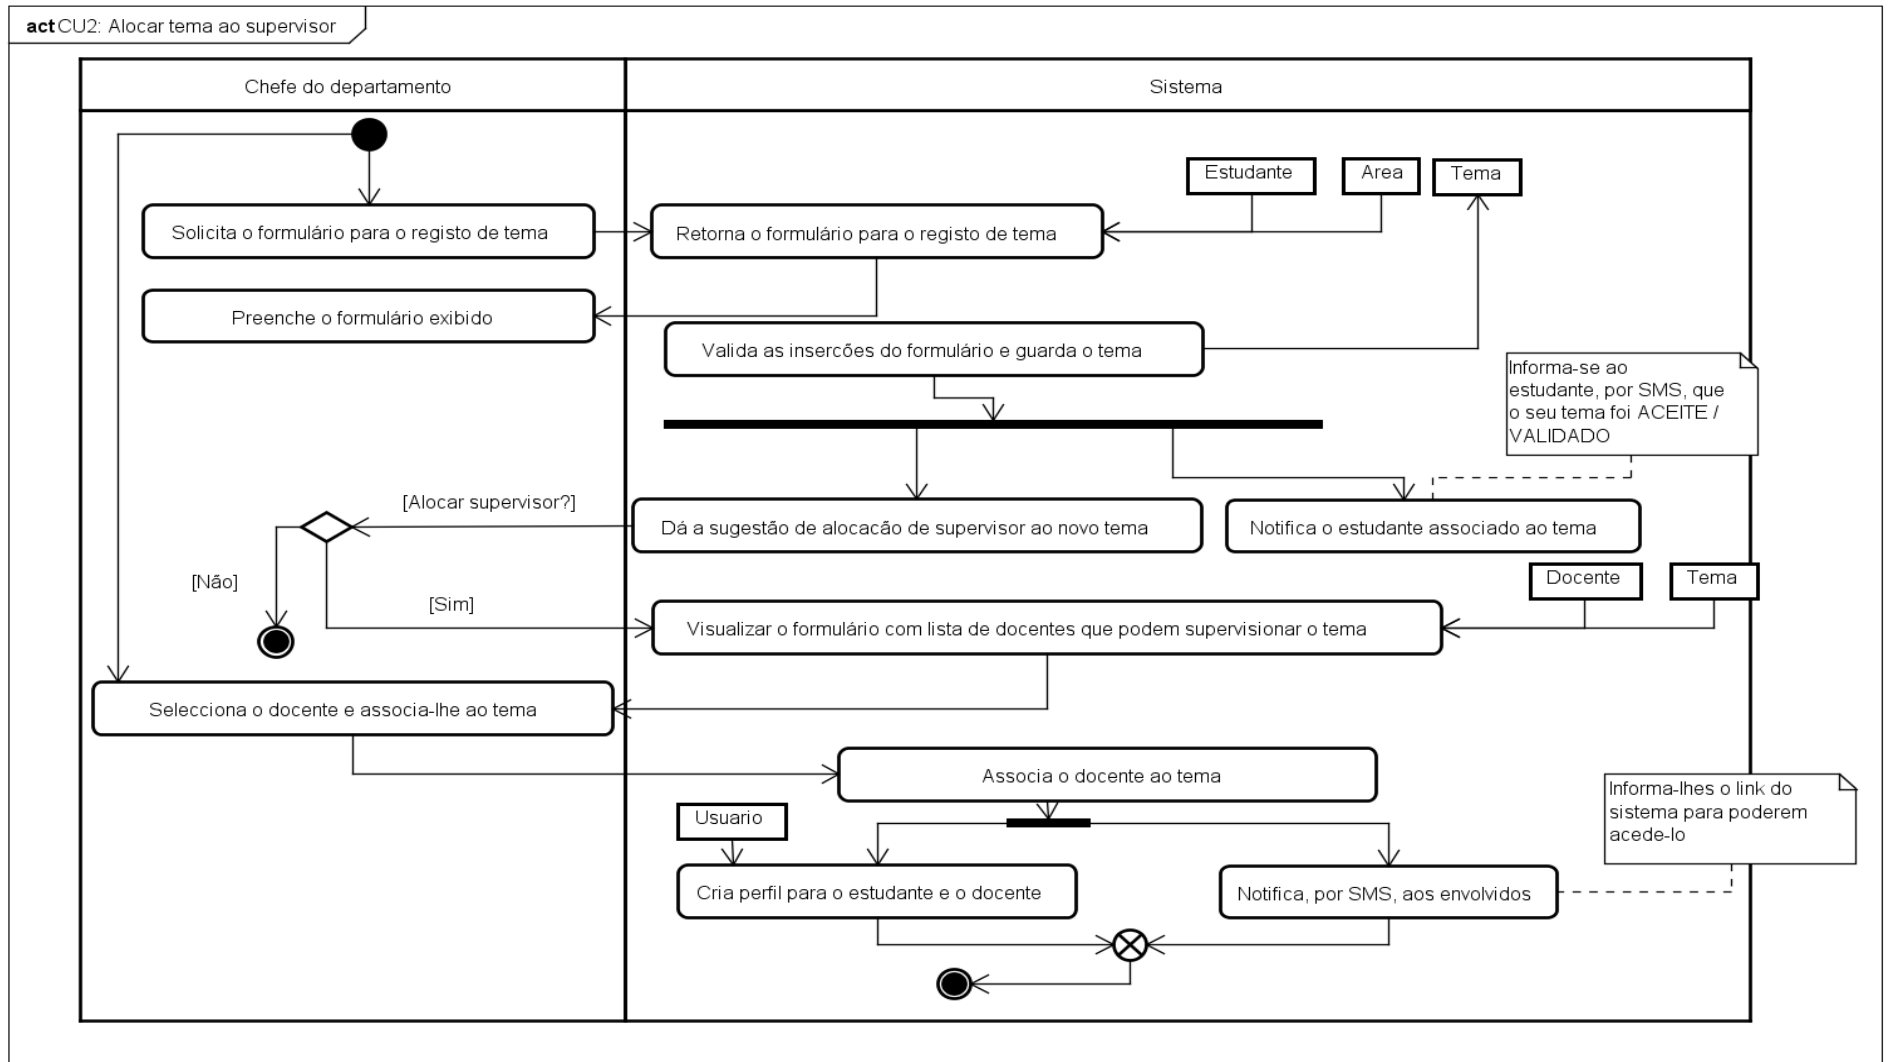 act CU2: Alocar tema ao supervisor
Chefe do departamento
Sistema
Estudante
Area
Tema
Solicita o formulário para o registo de tema
Retorna o formulário para o registo de tema
Preenche o formulário exibido
Valida as insercões do formulário e guarda o tema
Informa-se ao
estudante, por SMS, que
o seu tema foi ACEITE /
VALIDADO
[Alocar supervisor?]
Dá a sugestão de alocacão de supervisor ao novo tema
Notifica o estudante associado ao tema
[Não]
[Sim]
Docente
Tema
Visualizar o formulário com lista de docentes que podem supervisionar o tema
Selecciona o docente e associa-lhe ao tema
Associa o docente ao tema
Informa-lhes o link do
sistema para poderem
acede-lo
Usuario
Cria perfil para o estudante e o docente
Notifica, por SMS, aos envolvidos